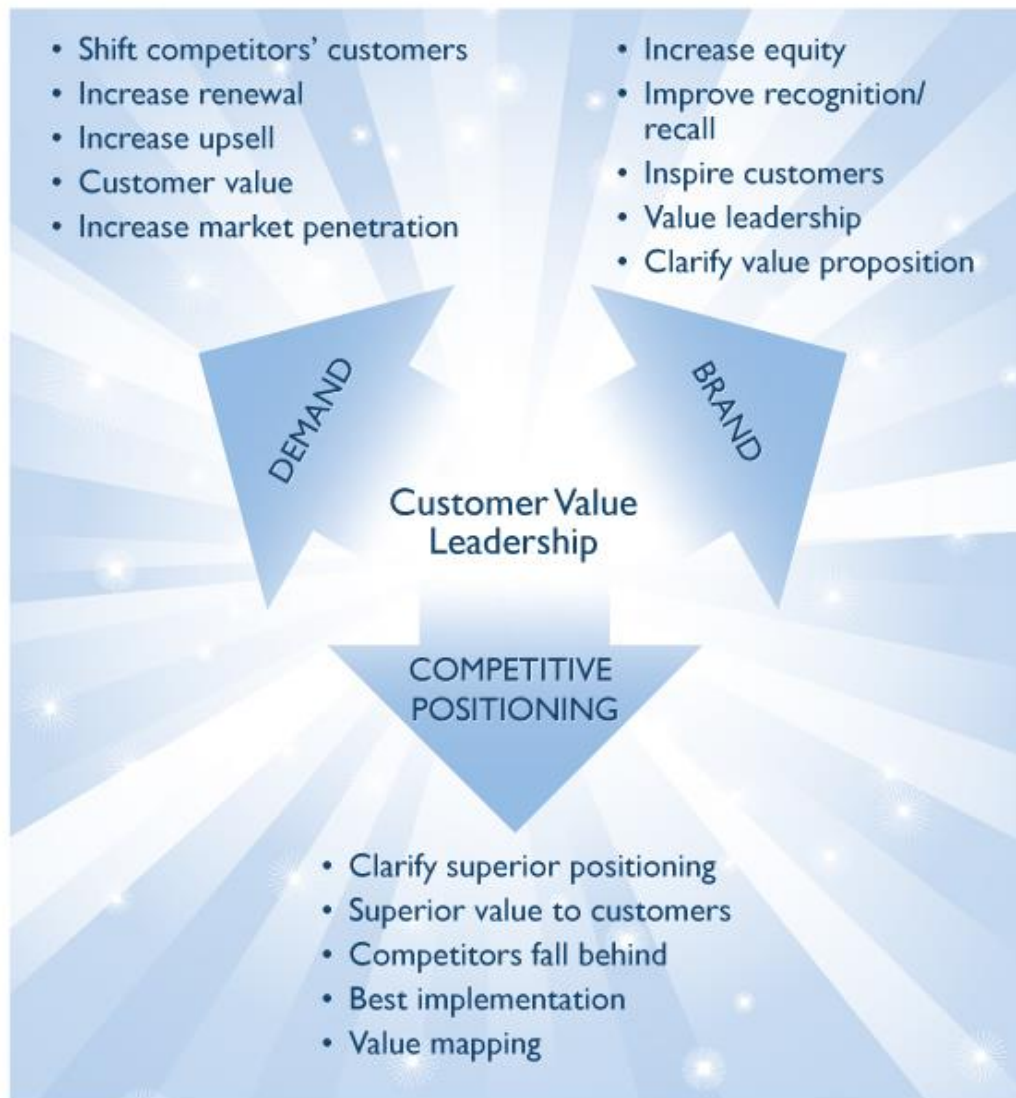 • Shift competitors’ customers
• Increase renewal
• Increase upsell
• Customer value
• Increase market penetration
• Increase equity
• Improve recognition/
recall
• Inspire customers
• Value leadership
• Clarify value proposition
DEMAND
BRAND
Customer Value
Leadership
COMPETITIVE
POSITIONING
• Clarify superior positioning
• Superior value to customers
• Competitors fall behind
• Best implementation
• Value mapping